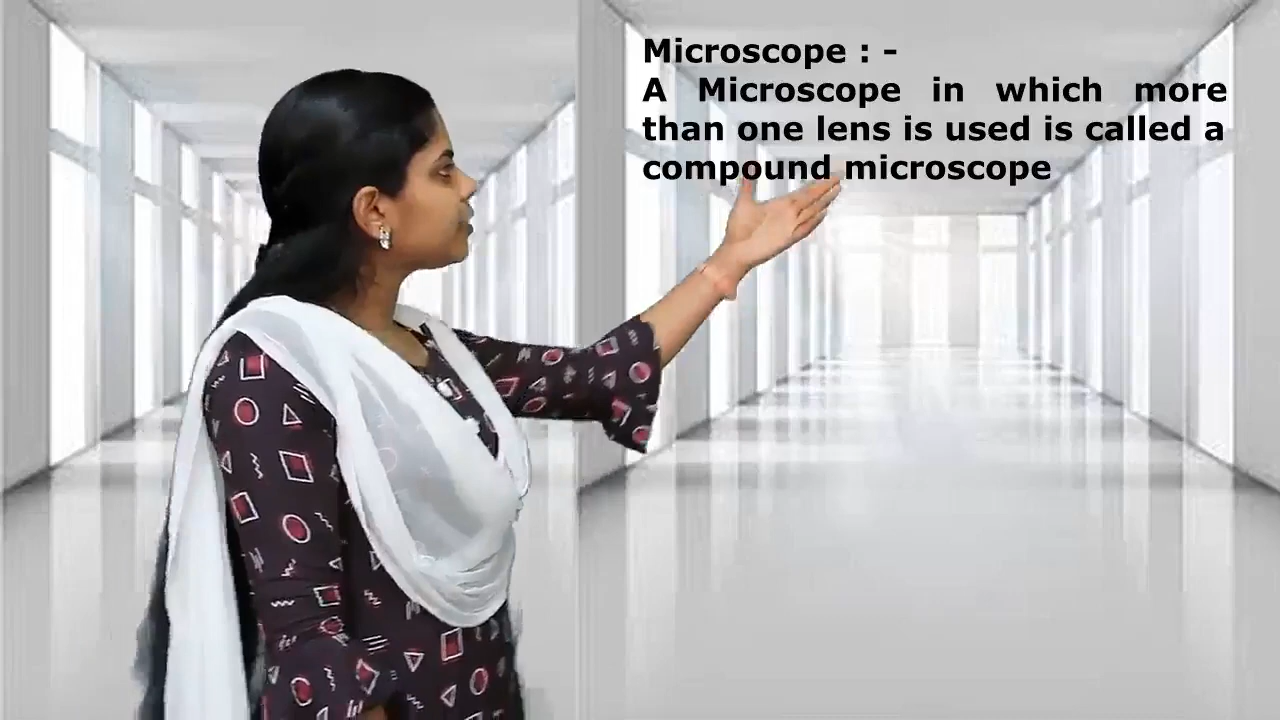 Microscope : -
A Microscope in which more
than one lens is used is called a
compound microscope